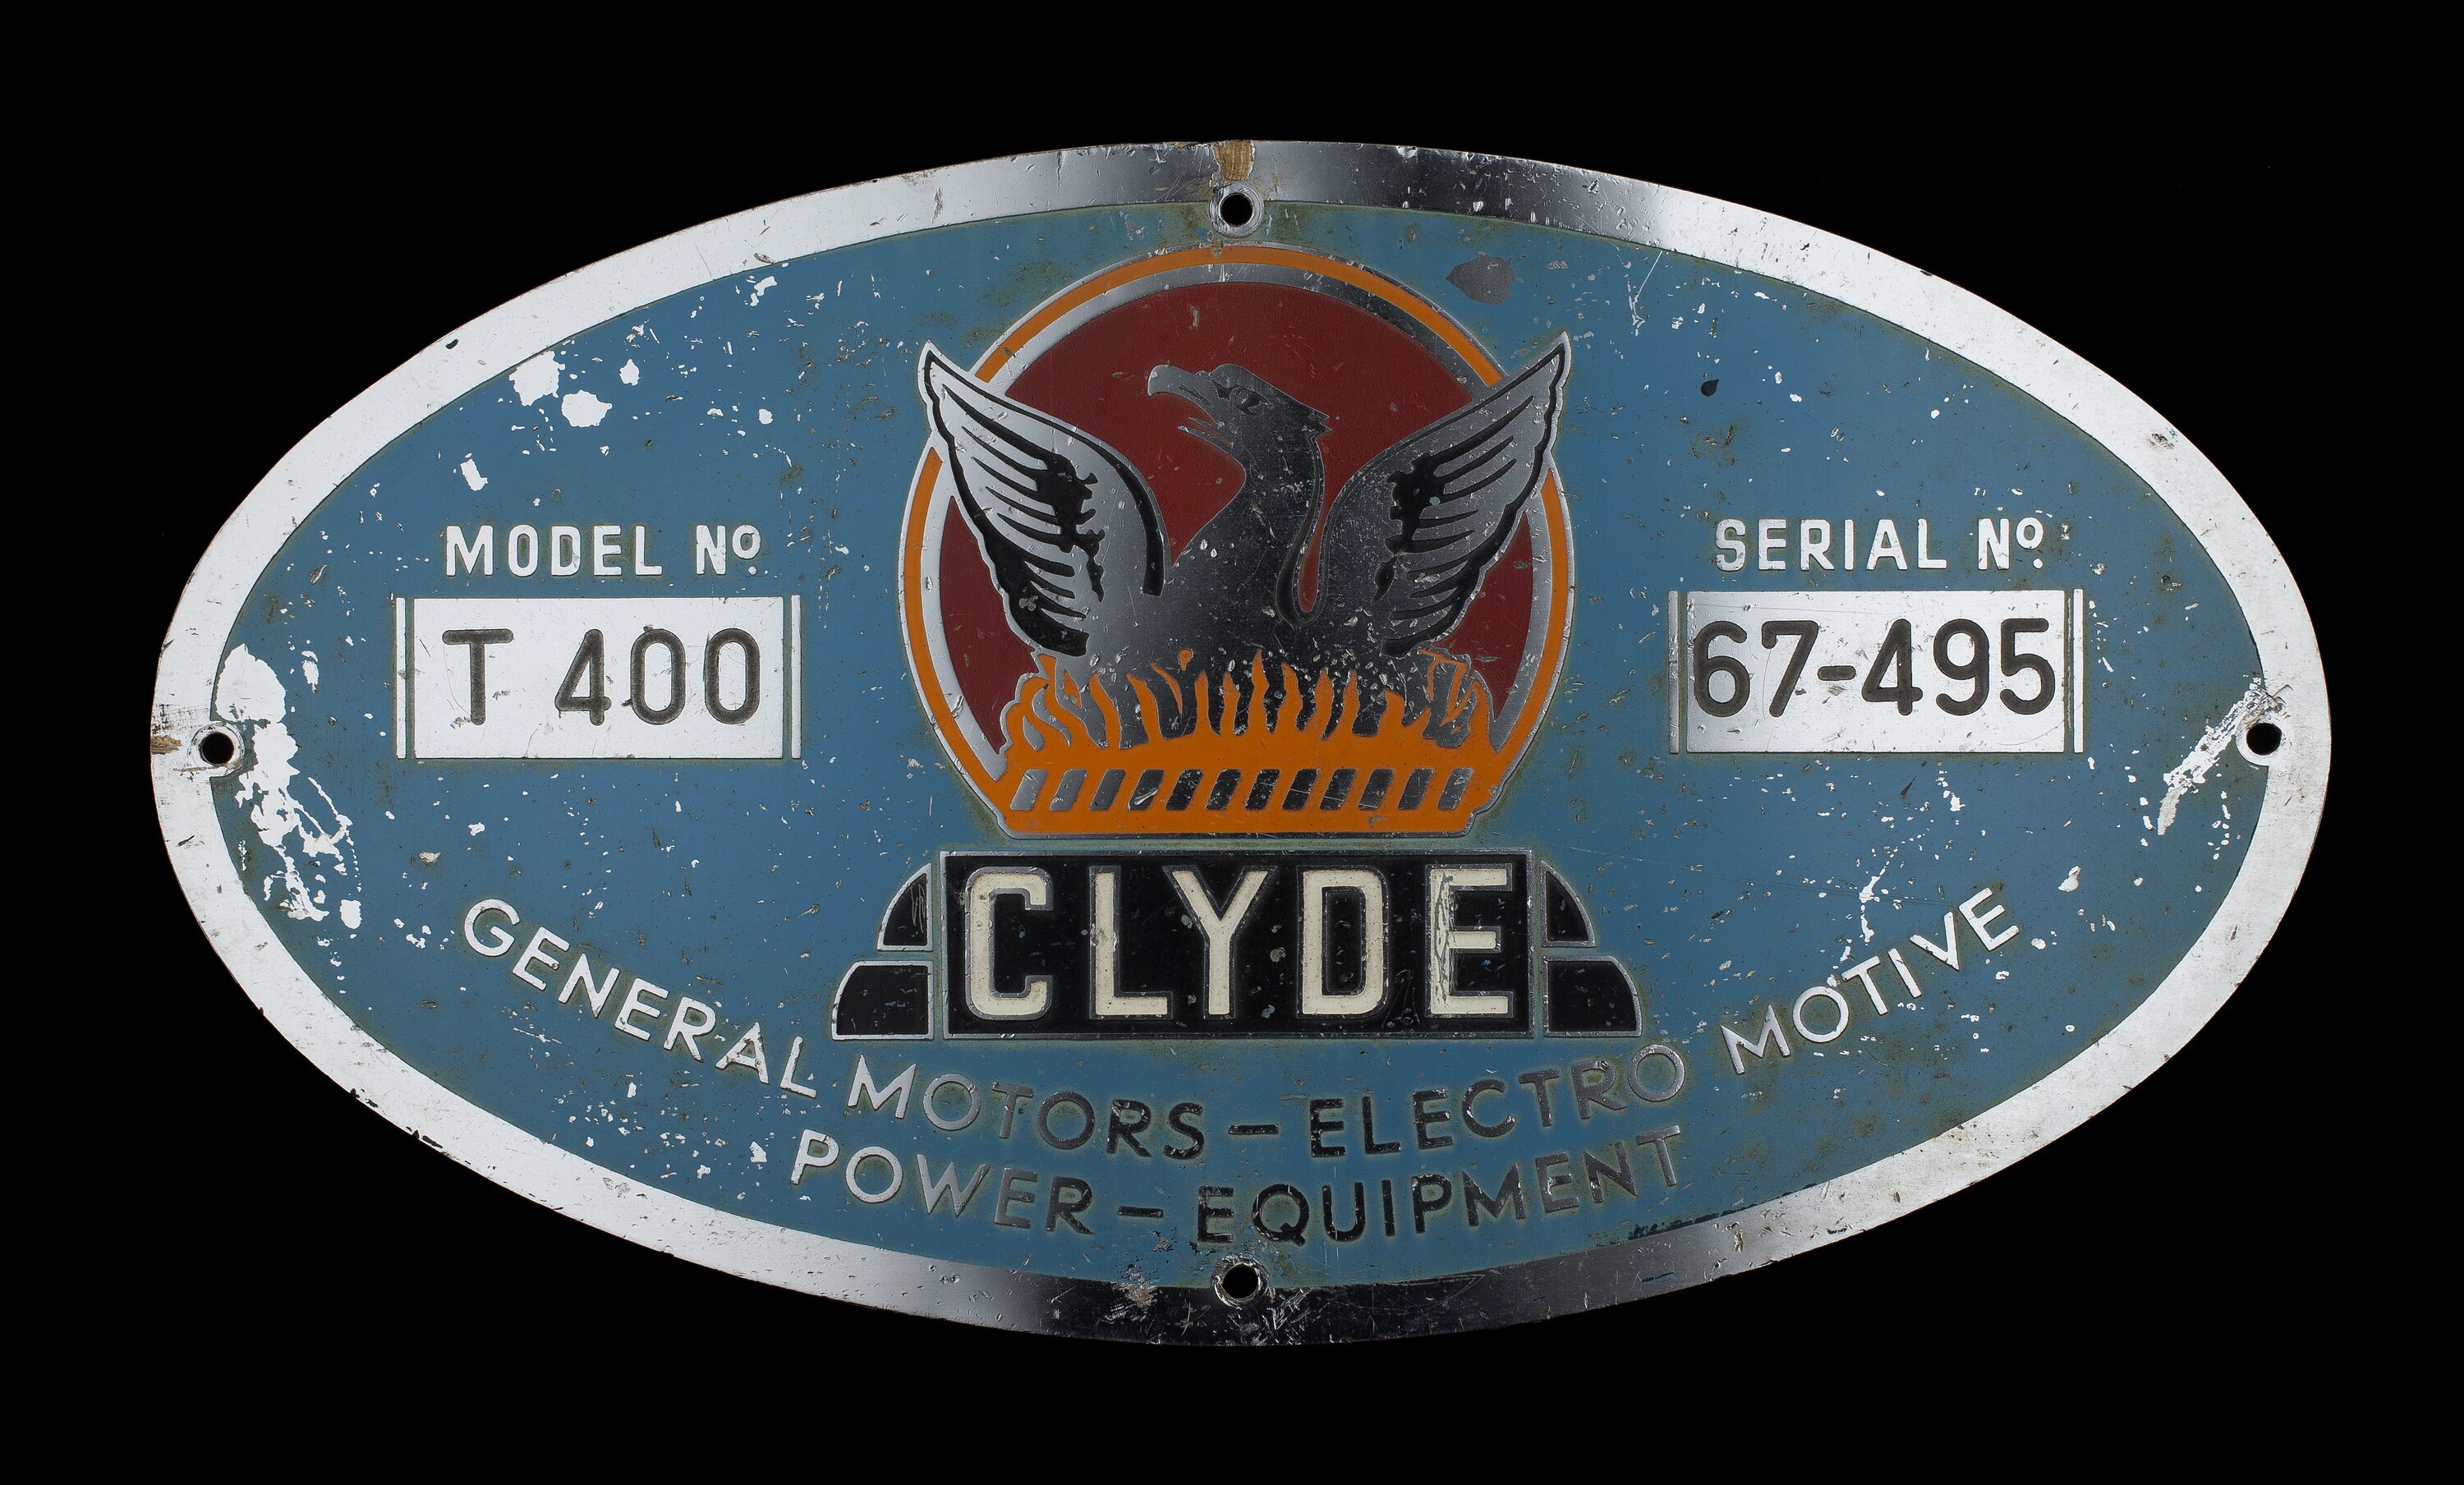 MODEL Nº
T 400
SERIAL Nº
67-495
CLYDE
GENERAL MOTORS - ELECTRO MOTIVE
POWER - EQUIPMENT